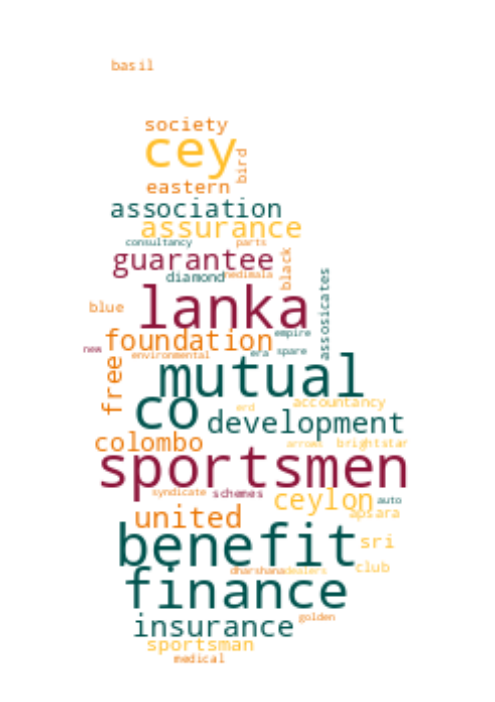 basil
society
cey
bird
eastern
association
assurance
consultancy parts
guarantee
black
diamond nedimala
assosicates
lanka
blue
foundation
empire
new
environmental
era spare
free
mutual
co
erd
accountancy
development
colombo
arrows
brightstar
sportsmen
syndicate schemes
ceylon
auto
united
apsara
benefit
sri
dharshana
dealers
club
finance
insurance
golden
sportsman
medical